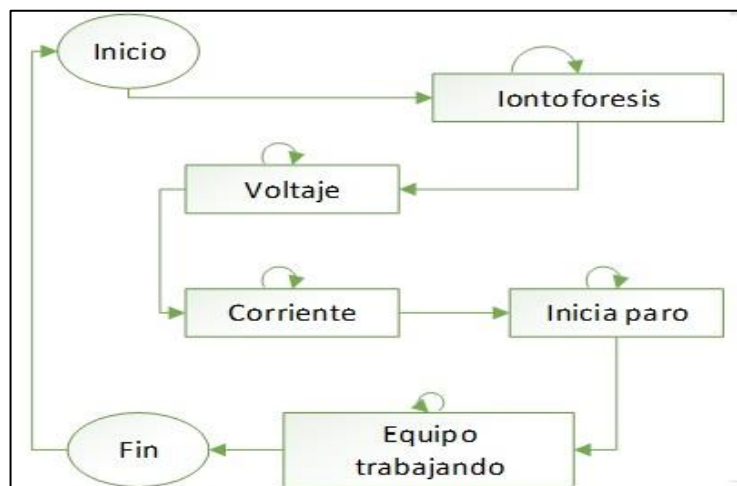 Inicio
Iontoforesis
Voltaje
Corriente
Inicia paro
Equipo
trabajando
Fin